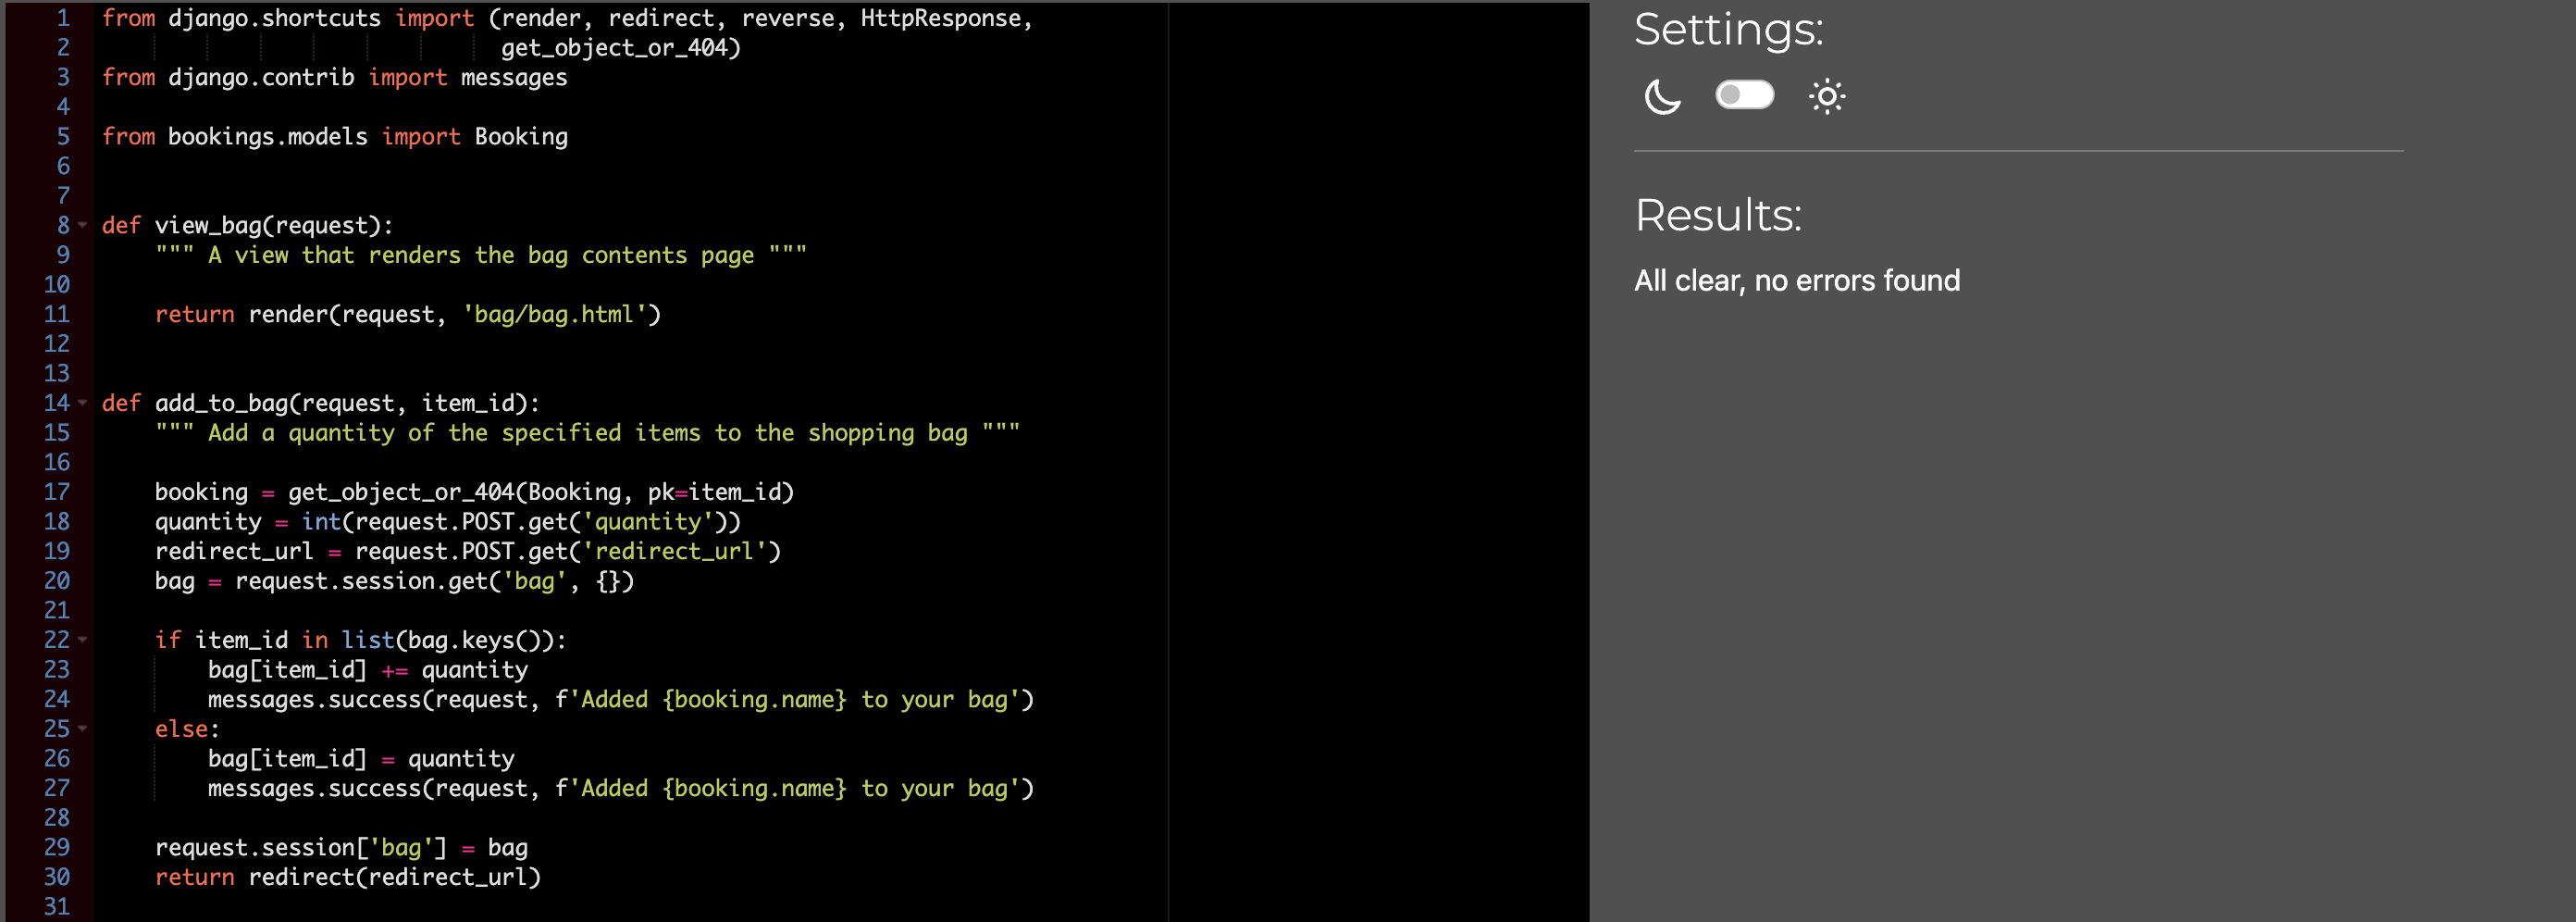 1 from django.shortcuts import (render, redirect, reverse, HttpResponse,
2                               get_object_or_404)
3 from django.contrib import messages
4
5 from bookings.models import Booking
6
7
8 def view_bag(request):
9     """ A view that renders the bag contents page """
10
11     return render(request, 'bag/bag.html')
12
13
14 def add_to_bag(request, item_id):
15     """ Add a quantity of the specified items to the shopping bag """
16
17     booking = get_object_or_404(Booking, pk=item_id)
18     quantity = int(request.POST.get('quantity'))
19     redirect_url = request.POST.get('redirect_url')
20     bag = request.session.get('bag', {})
21
22     if item_id in list(bag.keys()):
23         bag[item_id] += quantity
24         messages.success(request, f'Added {booking.name} to your bag')
25     else:
26         bag[item_id] = quantity
27         messages.success(request, f'Added {booking.name} to your bag')
28
29     request.session['bag'] = bag
30     return redirect(redirect_url)
31
Settings:
Results:
All clear, no errors found